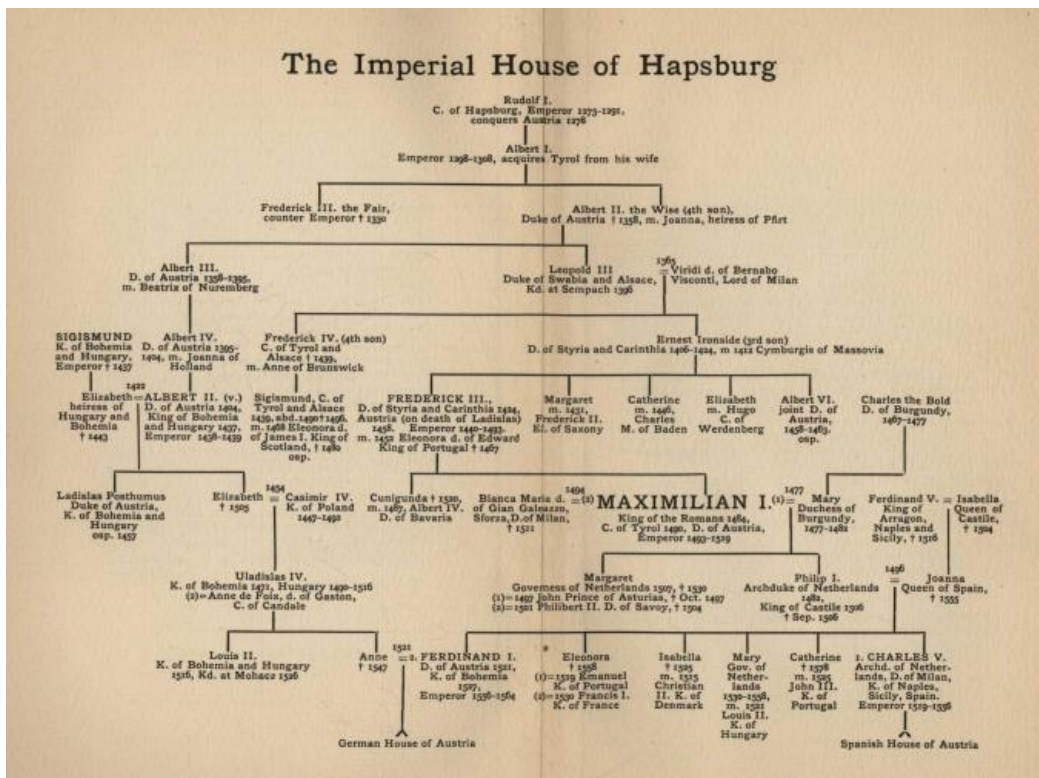 The Imperial House of Hapsburg
Rudolf I.
C. of Hapsburg, Emperor 1273-1291,
conquers Austria 1276
Albert I.
Emperor 1298-1308, acquires Tyrol from his wife
Frederick III. the Fair,
counter Emperor † 1330
Albert II. the Wise (4th son),
Duke of Austria † 1358, m. Joanna, heiress of Pfirt
Albert III.
D. of Austria 1358-1395,
m. Beatrix of Nuremberg
Leopold III
Duke of Swabia and Alsace,
Kd. at Sempach 1396
1365
= Viridi d. of Bernabo
Visconti, Lord of Milan
SIGISMUND
K. of Bohemia
and Hungary,
Emperor † 1437
Albert IV.
D. of Austria 1395-
1404, m. Joanna of
Holland
Frederick IV. (4th son)
C. of Tyrol and
Alsace † 1439,
m. Anne of Brunswick
Ernest Ironside (3rd son)
D. of Styria and Carinthia 1406-1424, m 1412 Cymburgis of Massovia
Elizabeth
heiress of
Hungary and
Bohemia
† 1443
1422
= ALBERT II. (v.)
D. of Austria 1404,
King of Bohemia
and Hungary 1437,
Emperor 1438-1439
Sigismund, C. of
Tyrol and Alsace
1439, abd. 1490 † 1496,
m. 1468 Eleonora d.
of James I. King of
Scotland, † 1480
osp.
FREDERICK III.,
D. of Styria and Carinthia 1424,
Austria (on death of Ladislas)
1458. Emperor 1440-1493.
m. 1452 Eleonora d. of Edward
King of Portugal † 1467
Margaret
m. 1431,
Frederick II.
El. of Saxony
Catherine
m. 1446,
Charles
M. of Baden
Elizabeth
m. Hugo
C. of
Werdenberg
Albert VI.
joint D. of
Austria,
1458-1463,
osp.
Charles the Bold
D. of Burgundy,
1467-1477
Ladislas Posthumus
Duke of Austria,
K. of Bohemia and
Hungary
osp. 1457
Elizabeth
† 1505
1454
=
Casimir IV.
K. of Poland
1447-1492
Cunigunda † 1520,
m. 1487, Albert IV.
D. of Bavaria
Bianca Maria d.
of Gian Galeazzo,
Sforza, D. of Milan,
† 1511
1494
= (2)
MAXIMILIAN I.
King of the Romans 1484,
C. of Tyrol 1490, D. of Austria,
Emperor 1493-1519
1477
(1) =
Mary
Duchess of
Burgundy,
1477-1482
Ferdinand V.
King of
Arragon,
Naples and
Sicily, † 1516
= Isabella
Queen of
Castile,
† 1504
Uladislas IV.
K. of Bohemia 1471, Hungary 1490-1516
(2)=Anne de Foix, d. of Gaston,
C. of Candale
Margaret
Governess of Netherlands 1507, † 1530
(1)=1497 John Prince of Asturias, † Oct. 1497
(2)=1501 Philibert II. D. of Savoy, † 1504
Philip I.
Archduke of Netherlands
1482,
King of Castile 1506
† Sep. 1506
1496
=
Joanna
Queen of Spain,
† 1555
Louis II.
K. of Bohemia and Hungary
1516, Kd. at Mohacz 1526
Anne
† 1547
1521
= 2. FERDINAND I.
D. of Austria 1521,
K. of Bohemia
1527,
Emperor 1556-1564
Eleonora
† 1558
(1)=1519 Emanuel
K. of Portugal
(2)=1530 Francis I.
K. of France
Isabella
† 1525
m. 1515
Christian
II. K. of
Denmark
Mary
Gov. of
Nether-
lands
1530-1558,
m. 1521
Louis II.
K. of
Hungary
Catherine
† 1578
m. 1525
John III.
K. of
Portugal
1. CHARLES V.
Archd. of Nether-
lands, D. of Milan,
K. of Naples,
Sicily, Spain.
Emperor 1519-1556
German House of Austria
Spanish House of Austria